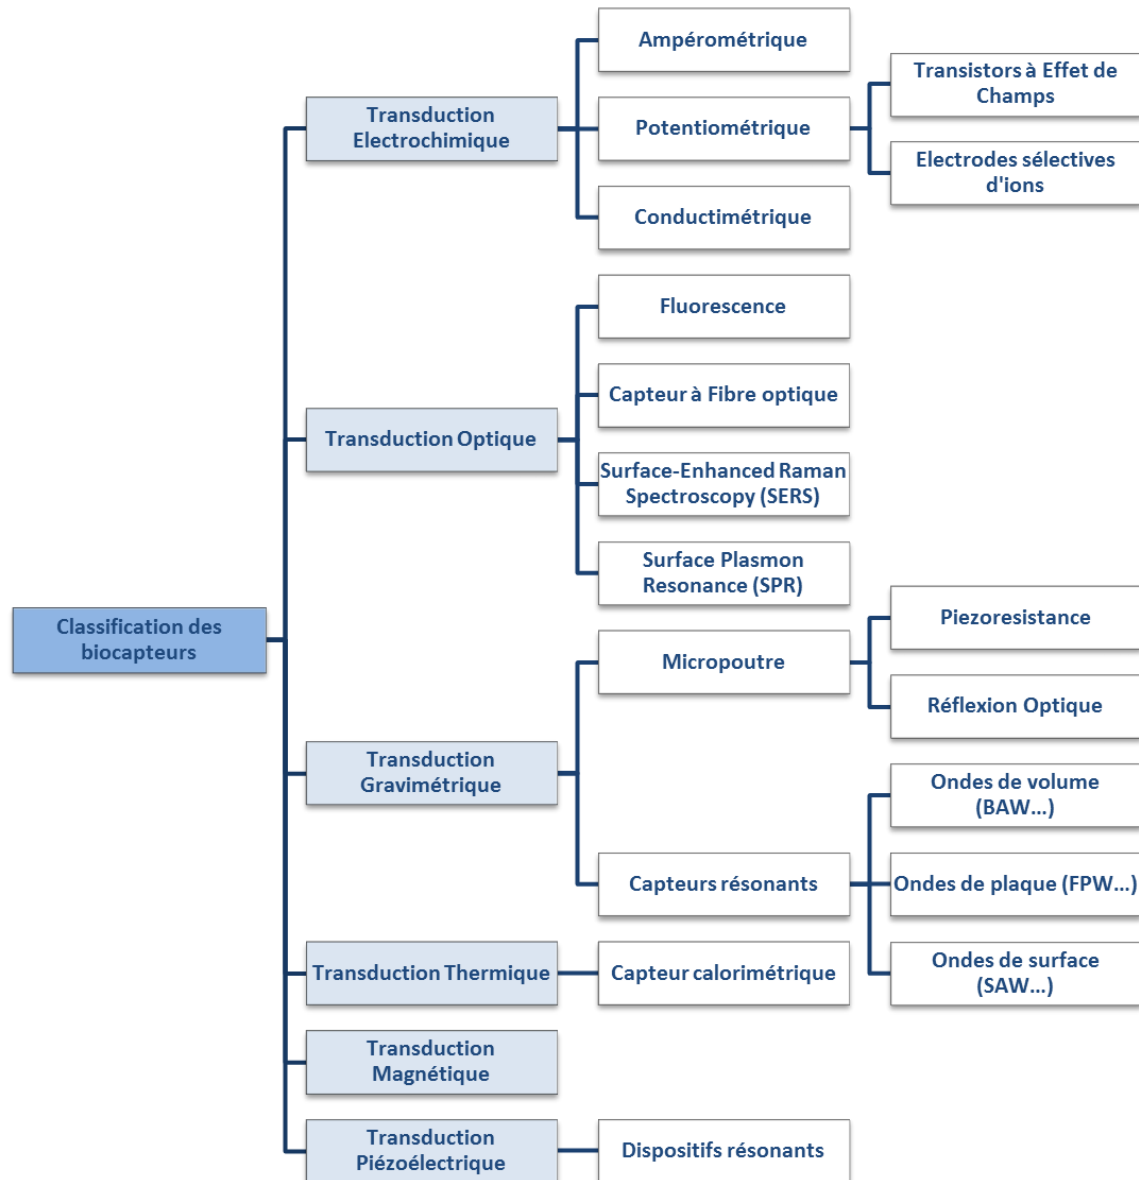 Classification des
biocapteurs
Transduction
Electrochimique
Ampérométrique
Potentiométrique
Transistors à Effet de
Champs
Electrodes sélectives
d'ions
Conductimétrique
Transduction Optique
Fluorescence
Capteur à Fibre optique
Surface-Enhanced Raman
Spectroscopy (SERS)
Surface Plasmon
Resonance (SPR)
Transduction
Gravimétrique
Micropoutre
Piezoresistance
Réflexion Optique
Capteurs résonants
Ondes de volume
(BAW...)
Ondes de plaque (FPW...)
Ondes de surface
(SAW...)
Transduction Thermique
Capteur calorimétrique
Transduction
Magnétique
Transduction
Piézoélectrique
Dispositifs résonants